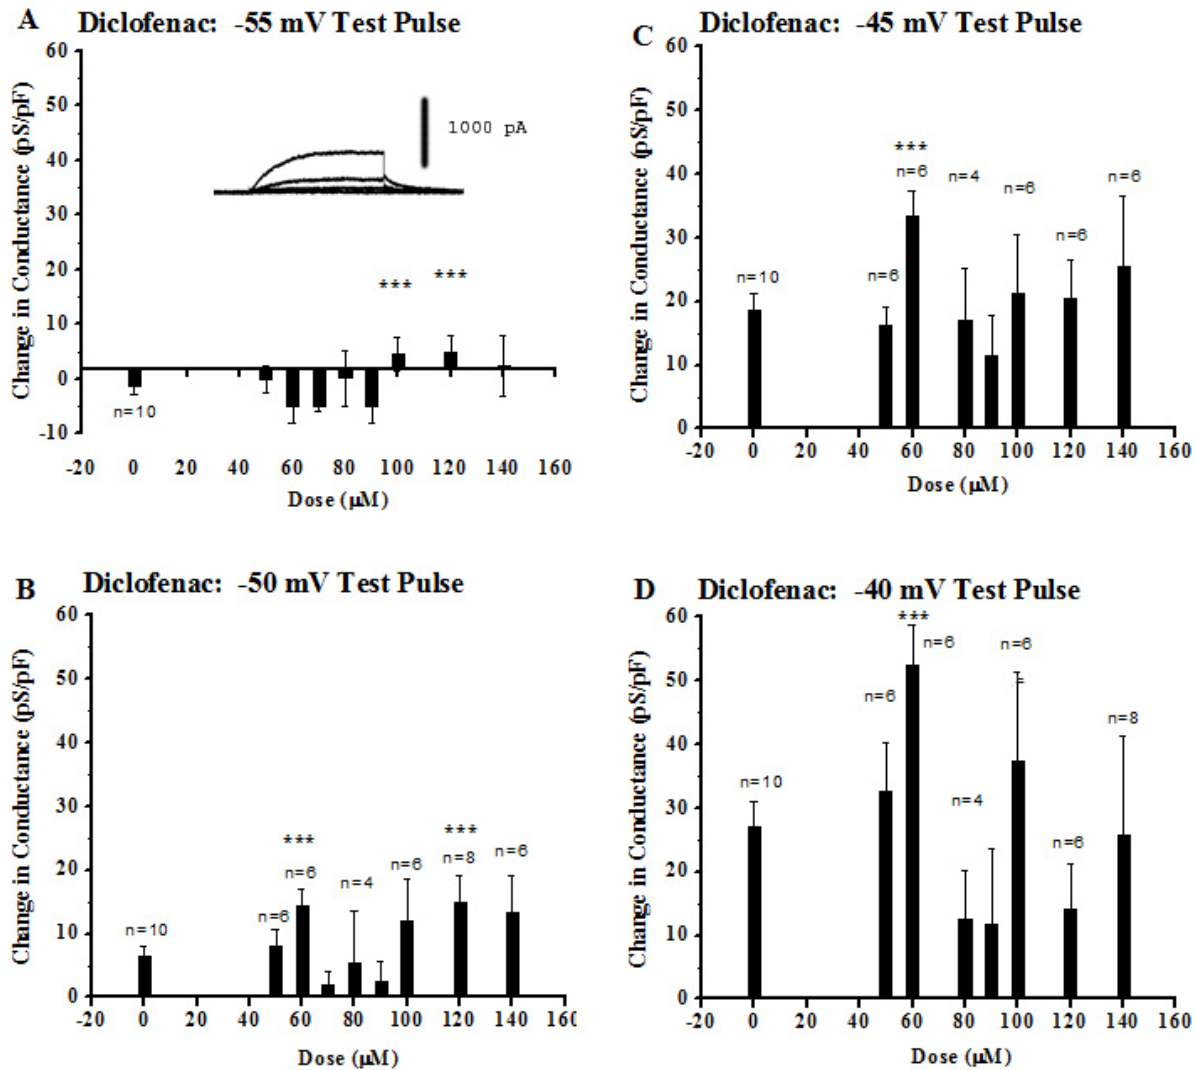 A
Diclofenac: -55 mV Test Pulse
Change in Conductance (pS/pF)
60
50
40
30
20
10
0
-10
1000 pA
***
***
n=10
-20 0 20 40 60 80 100 120 140 160
Dose (µM)
C
Diclofenac: -45 mV Test Pulse
Change in Conductance (pS/pF)
60
50
40
30
20
10
0
***
n=10
n=6
n=6
n=4
n=6
n=6
n=6
-20 0 20 40 60 80 100 120 140 160
Dose (µM)
B
Diclofenac: -50 mV Test Pulse
Change in Conductance (pS/pF)
60
50
40
30
20
10
0
***
***
n=10
n=6
n=6
n=4
n=6
n=8
n=6
-20 0 20 40 60 80 100 120 140 160
Dose (µM)
D
Diclofenac: -40 mV Test Pulse
Change in Conductance (pS/pF)
60
50
40
30
20
10
0
***
n=10
n=6
n=6
n=4
n=6
n=6
n=8
-20 0 20 40 60 80 100 120 140 160
Dose (µM)